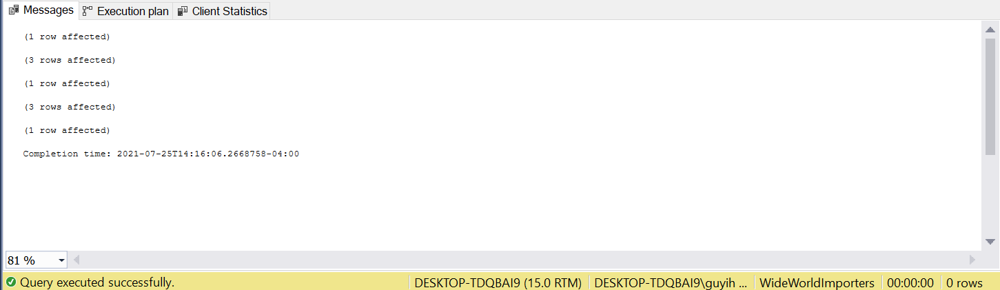 Messages Execution plan Client Statistics
(1 row affected)
(3 rows affected)
(1 row affected)
(3 rows affected)
(1 row affected)
Completion time: 2021-07-25T14:16:06.2668758-04:00
81 %
Query executed successfully. DESKTOP-TDQBAI9 (15.0 RTM) DESKTOP-TDQBAI9\guyih ... WideWorldImporters 00:00:00 0 rows